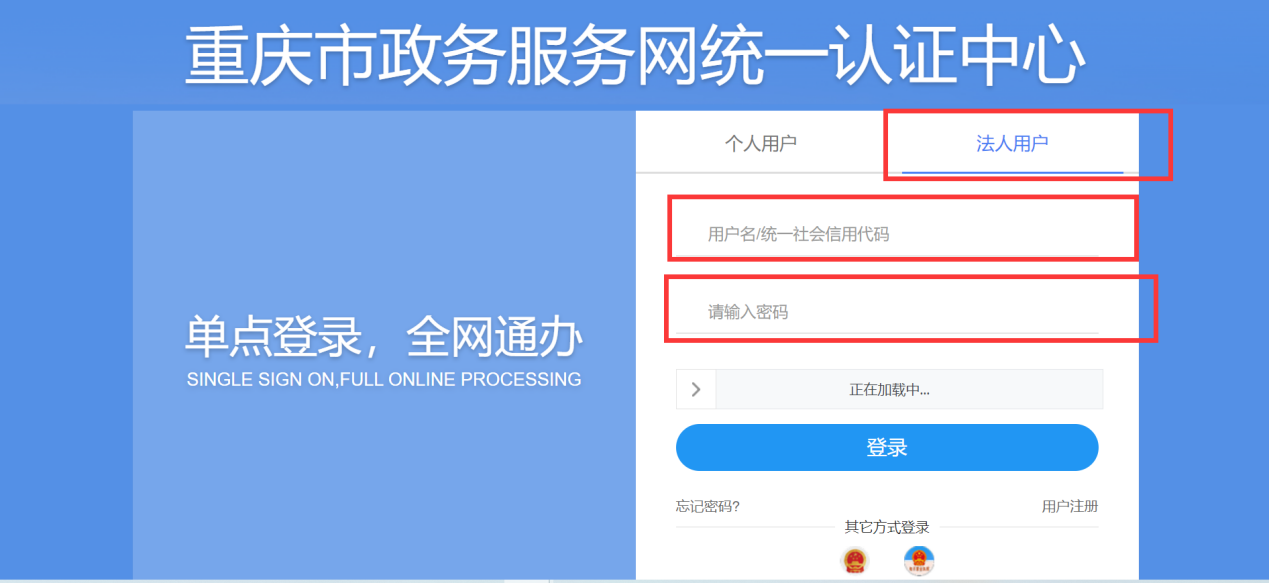 重庆市政务服务网统一认证中心
个人用户
法人用户
用户名/统一社会信用代码
请输入密码
单点登录，全网通办
SINGLE SIGN ON,FULL ONLINE PROCESSING
正在加载中...
登录
忘记密码?
用户注册
其它方式登录